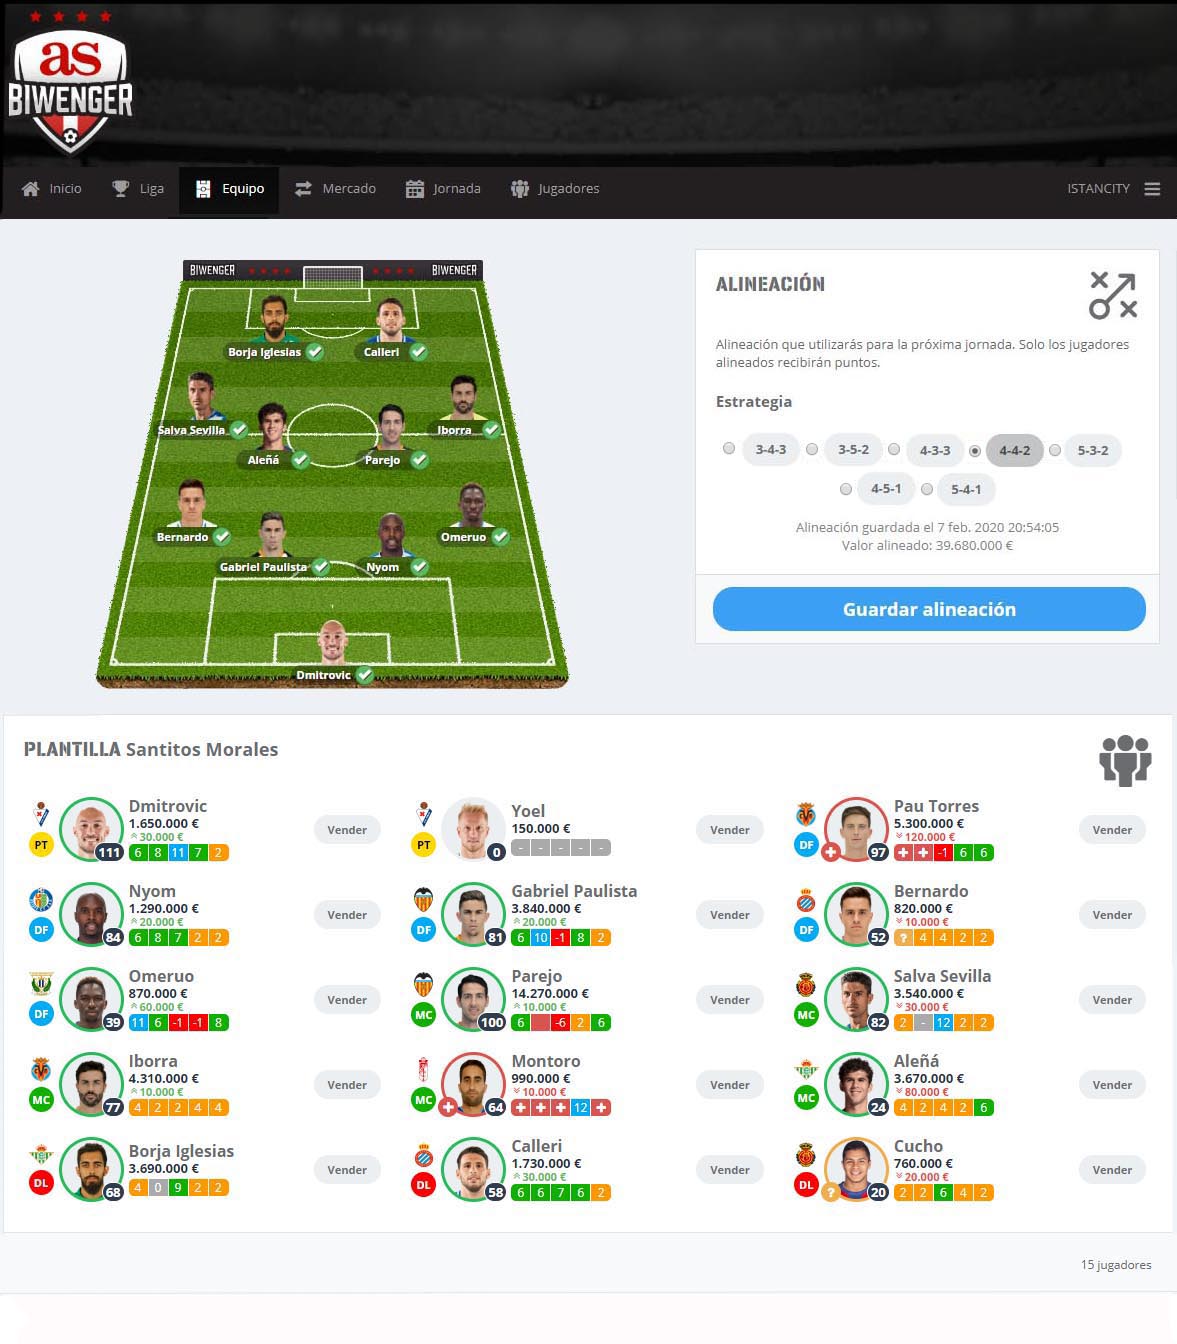 as
BIWENGER
Inicio Liga Equipo Mercado Jornada Jugadores ISTANCITY
BIWENGER BIWENGER
Borja Iglesias Calleri
Salva Sevilla Iborra
Aleñá Parejo
Bernardo Omeruo
Gabriel Paulista Nyom
Dmitrovic
ALINEACIÓN
Alineación que utilizarás para la próxima jornada. Solo los jugadores
alineados recibirán puntos.
Estrategia
3-4-3 3-5-2 4-3-3 4-4-2 5-3-2
4-5-1 5-4-1
Alineación guardada el 7 feb. 2020 20:54:05
Valor alineado: 39.680.000 €
Guardar alineación
PLANTILLA Santitos Morales
Dmitrovic
1.650.000 €
30.000 €
PT 111 6 8 11 7 2
Vender
Yoel
150.000 €
PT 0 - - - - -
Vender
Pau Torres
5.300.000 €
120.000 €
DF 97 -1 6 6
Vender
Nyom
1.290.000 €
20.000 €
DF 84 6 8 7 2 2
Vender
Gabriel Paulista
3.840.000 €
20.000 €
DF 81 6 10 -1 8 2
Vender
Bernardo
820.000 €
10.000 €
DF 52 ? 4 4 2 2
Vender
Omeruo
870.000 €
60.000 €
DF 39 11 6 -1 -1 8
Vender
Parejo
14.270.000 €
10.000 €
MC 100 6 -6 2 6
Vender
Salva Sevilla
3.540.000 €
30.000 €
MC 82 2 - 12 2 2
Vender
Iborra
4.310.000 €
10.000 €
MC 77 4 2 2 4 4
Vender
Montoro
990.000 €
10.000 €
MC 64 12
Vender
Aleñá
3.670.000 €
80.000 €
MC 24 4 2 4 2 6
Vender
Borja Iglesias
3.690.000 €
DL 68 4 0 9 2 2
Vender
Calleri
1.730.000 €
30.000 €
DL 58 6 6 7 6 2
Vender
Cucho
760.000 €
20.000 €
DL ? 20 2 2 6 4 2
Vender
15 jugadores